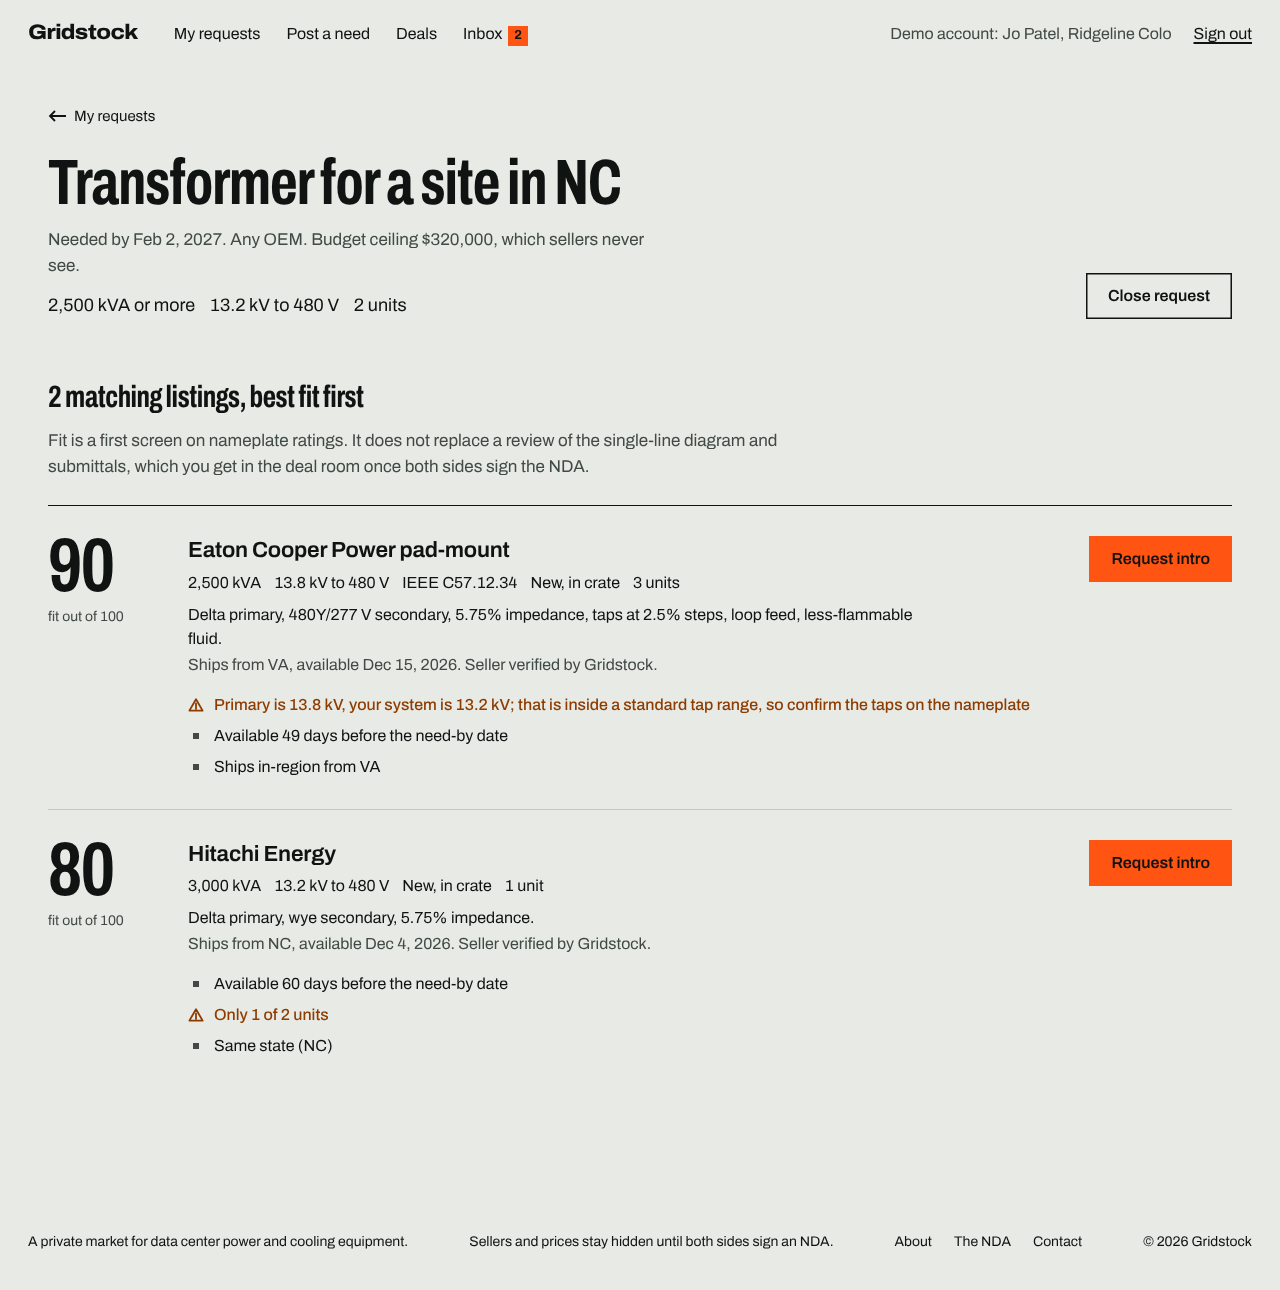 Gridstock
My requests
Post a need
Deals
Inbox 2
Demo account: Jo Patel, Ridgeline Colo
Sign out
My requests
Transformer for a site in NC
Needed by Feb 2, 2027. Any OEM. Budget ceiling $320,000, which sellers never
see.
2,500 kVA or more 13.2 kV to 480 V 2 units
Close request
2 matching listings, best fit first
Fit is a first screen on nameplate ratings. It does not replace a review of the single-line diagram and
submittals, which you get in the deal room once both sides sign the NDA.
90
fit out of 100
Eaton Cooper Power pad-mount
2,500 kVA 13.8 kV to 480 V IEEE C57.12.34 New, in crate 3 units
Delta primary, 480Y/277 V secondary, 5.75% impedance, taps at 2.5% steps, loop feed, less-flammable
fluid.
Ships from VA, available Dec 15, 2026. Seller verified by Gridstock.
Primary is 13.8 kV, your system is 13.2 kV; that is inside a standard tap range, so confirm the taps on the nameplate
Available 49 days before the need-by date
Ships in-region from VA
Request intro
80
fit out of 100
Hitachi Energy
3,000 kVA 13.2 kV to 480 V New, in crate 1 unit
Delta primary, wye secondary, 5.75% impedance.
Ships from NC, available Dec 4, 2026. Seller verified by Gridstock.
Available 60 days before the need-by date
Only 1 of 2 units
Same state (NC)
Request intro
A private market for data center power and cooling equipment.
Sellers and prices stay hidden until both sides sign an NDA.
About
The NDA
Contact
© 2026 Gridstock